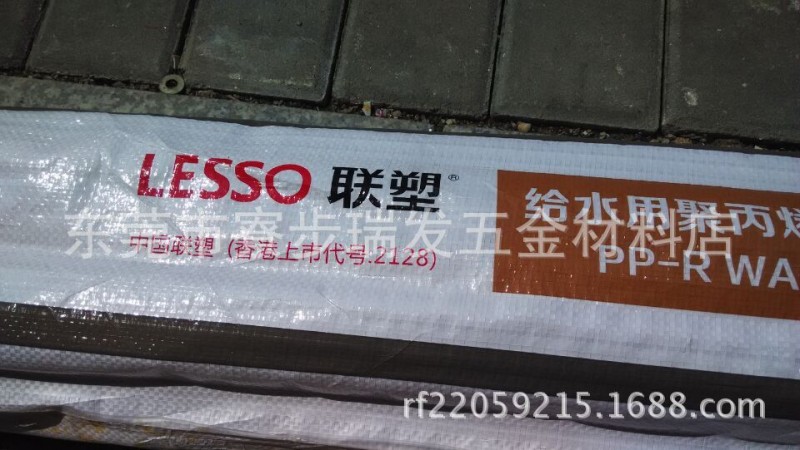 LESSO 联塑®
中国联塑 (香港上市代号:2128)
给水用聚丙烯
PP-R WA
东莞市寮步瑞发五金材料店
rf22059215.1688.com